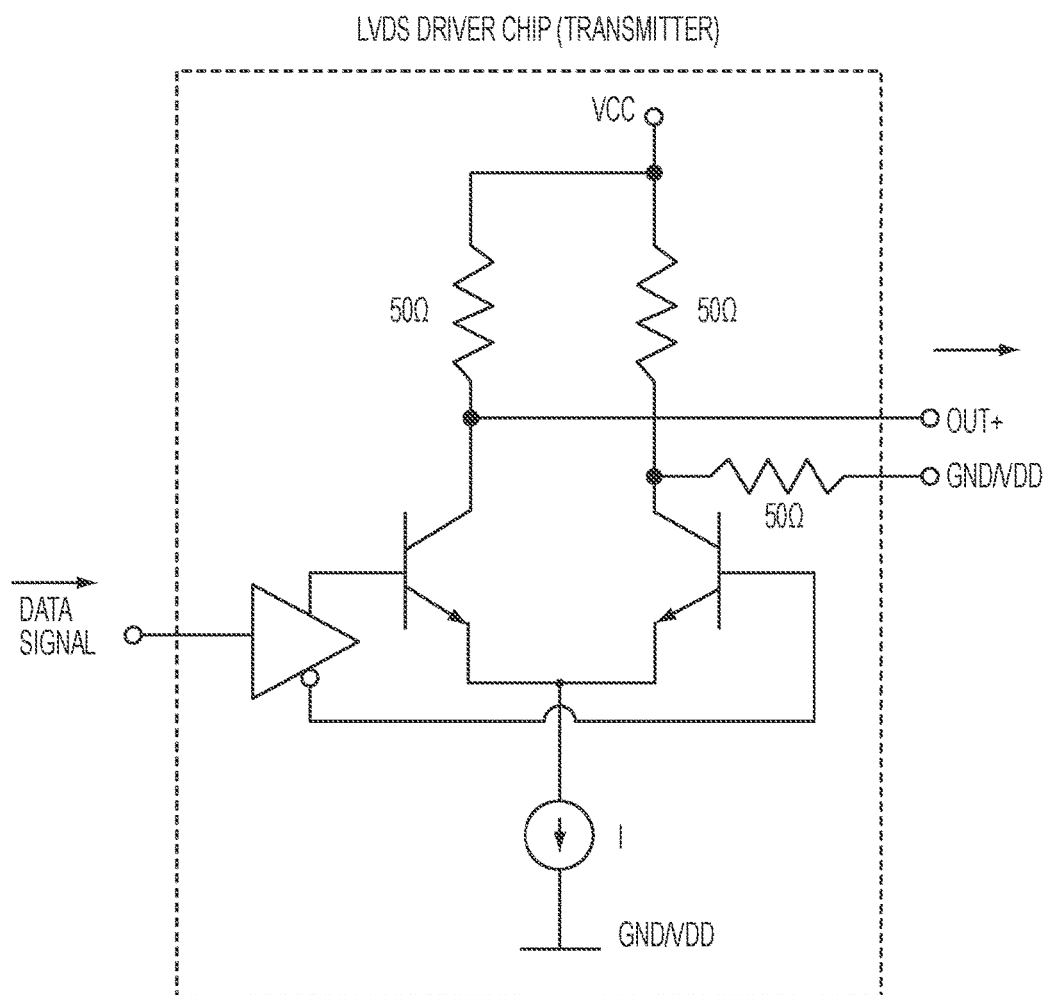 LVDS DRIVER CHIP (TRANSMITTER)
VCC
50Ω
50Ω
OUT+
GND/VDD
50Ω
DATA
SIGNAL
I
GND/VDD